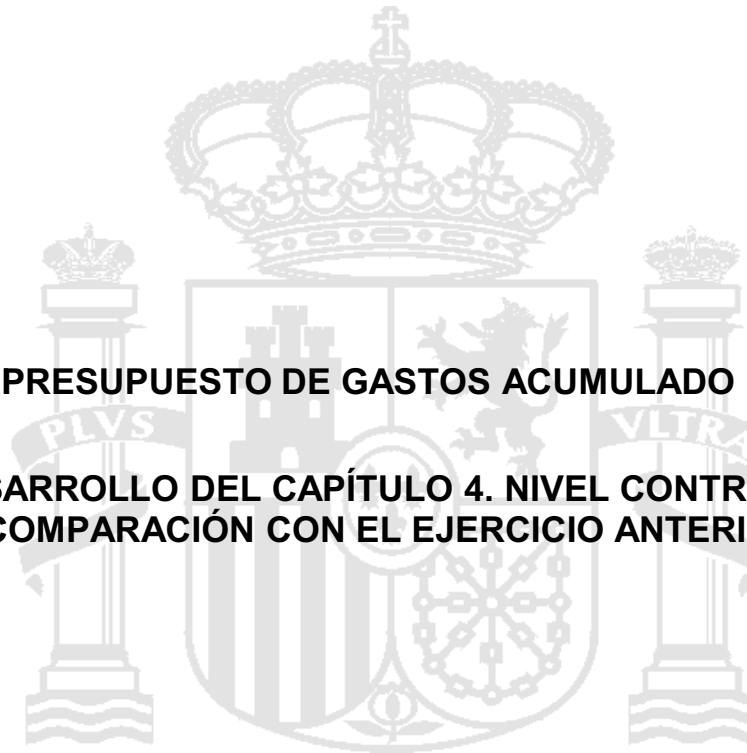 PRESUPUESTO DE GASTOS ACUMULADO
PLVS
VLTRA
SARROLLO DEL CAPÍTULO 4. NIVEL CONTR
COMPARACIÓN CON EL EJERCICIO ANTERI